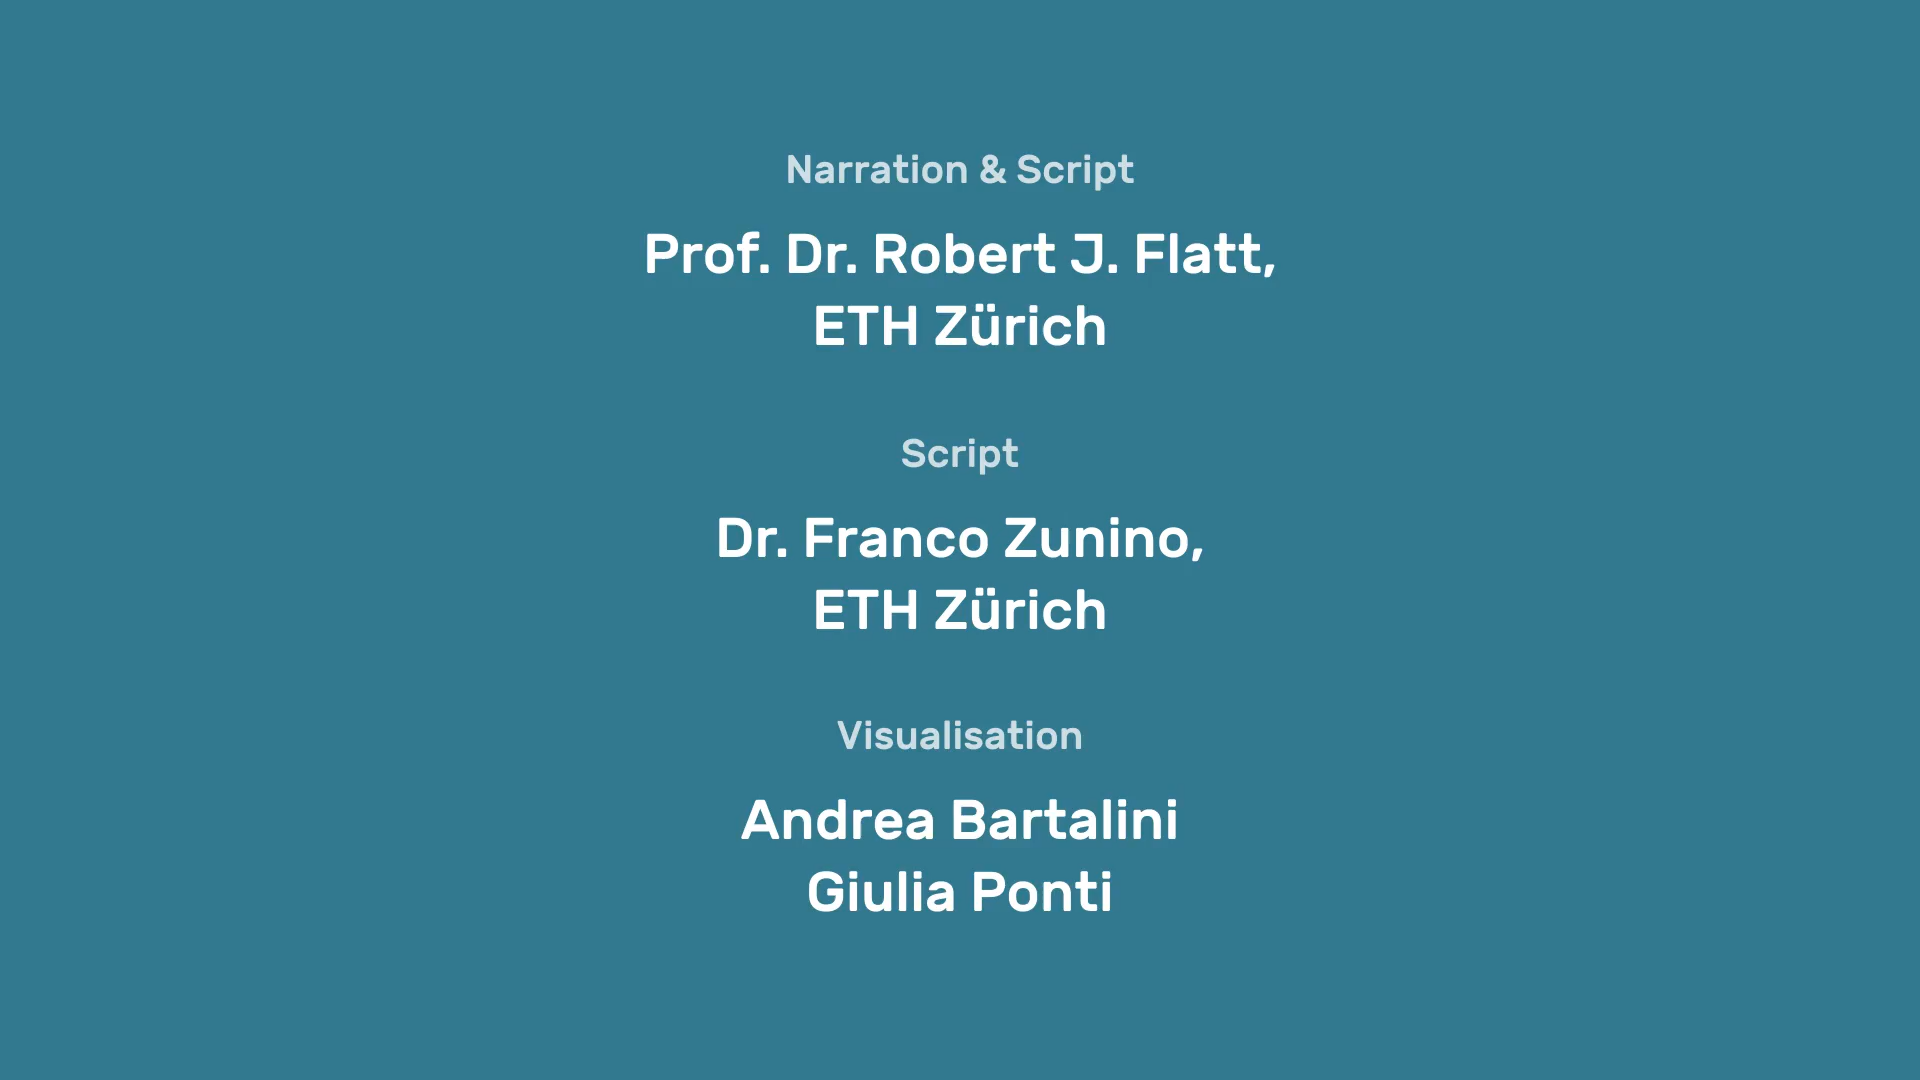 Narration & Script
Prof. Dr. Robert J. Flatt,
ETH Zürich
Script
Dr. Franco Zunino,
ETH Zürich
Visualisation
Andrea Bartalini
Giulia Ponti